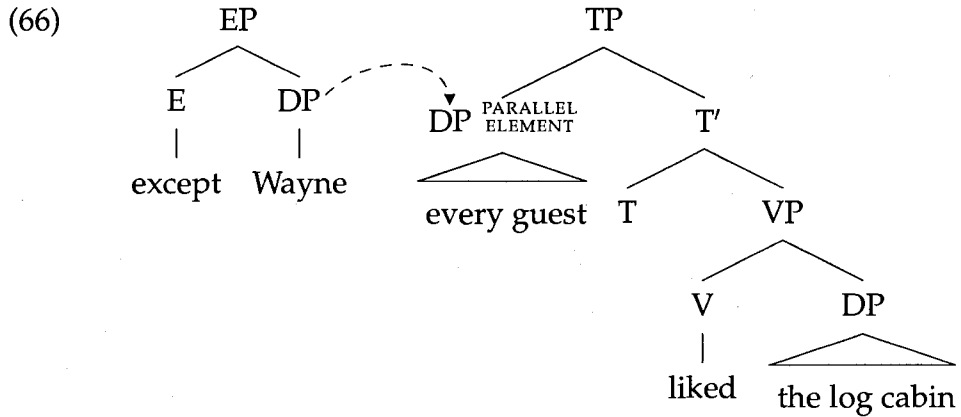 (66) EP TP
E DP DP PARALLEL ELEMENT T′
except Wayne every guest T VP
V DP
liked the log cabin